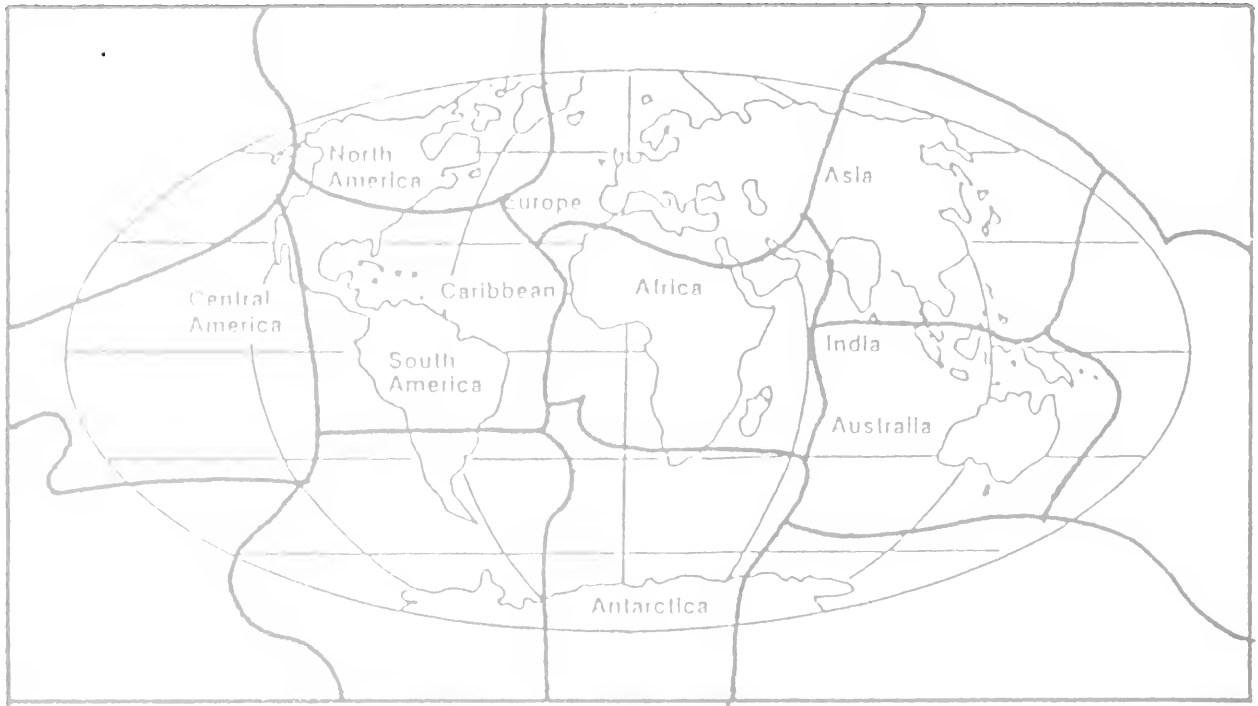 North
America
Europe
Asia
Central
America
Caribbean
Africa
South
America
India
Australia
Antarctica